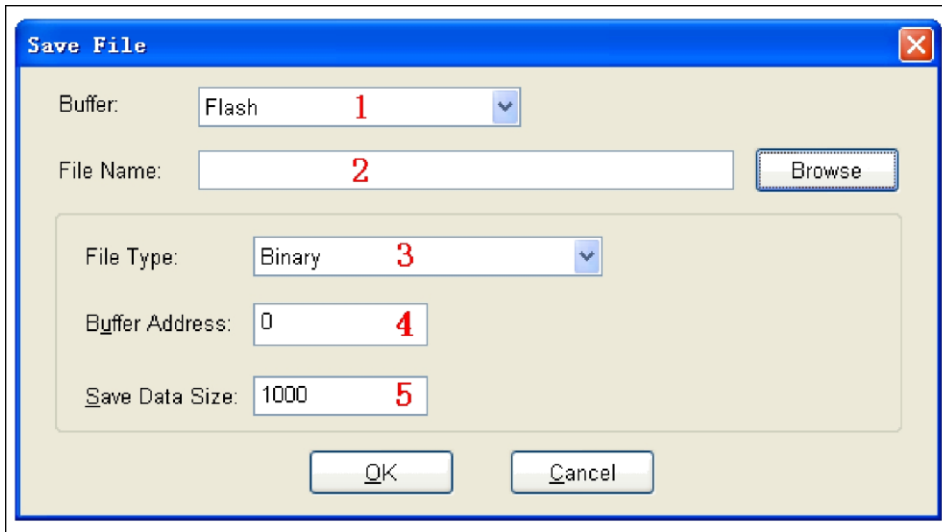 Save File
Buffer: Flash 1
File Name: 2 Browse
File Type: Binary 3
Buffer Address: 0 4
Save Data Size: 1000 5
OK Cancel